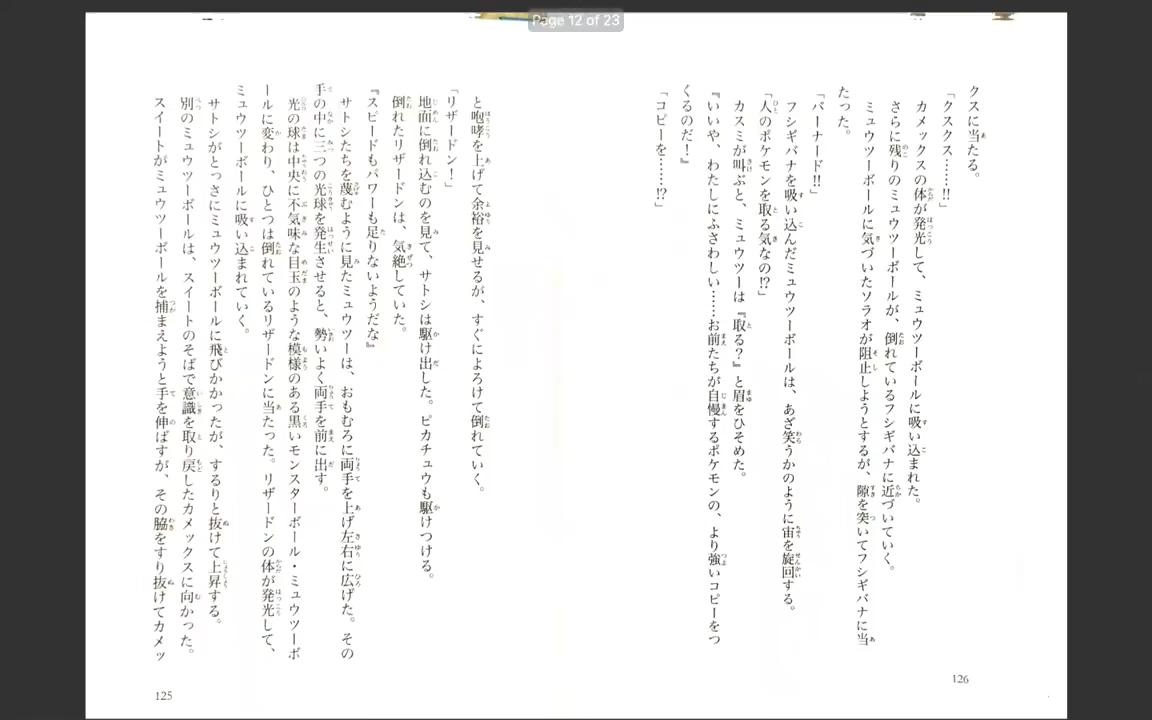 Page 12 of 23
と咆哮を上げて余裕を見せるが、すぐによろけて倒れていく。
「リザードン！」
地面に倒れ込むのを見て、サトシは駆け出した。ピカチュウも駆けつける。
倒れたリザードンは、気絶していた。
『スピードもパワーも足りないようだな』
サトシたちを蔑むように見たミュウツーは、おもむろに両手を上げ左右に広げた。その
手の中に三つの光球を発生させると、勢いよく両手を前に出す。
光の球は中央に不気味な目玉のような模様のある黒いモンスターボール・ミュウツーボ
ールに変わり、ひとつは倒れているリザードンに当たった。リザードンの体が発光して、
ミュウツーボールに吸い込まれていく。
サトシがとっさにミュウツーボールに飛びかかったが、するりと抜けて上昇する。
別のミュウツーボールは、スイートのそばで意識を取り戻したカメックスに向かった。
スイートがミュウツーボールを捕まえようと手を伸ばすが、その脇をすり抜けてカメッ
125
クスに当たる。
「クスクス……!!」
カメックスの体が発光して、ミュウツーボールに吸い込まれた。
さらに残りのミュウツーボールが、倒れているフシギバナに近づいていく。
ミュウツーボールに気づいたソラオが阻止しようとするが、隙を突いてフシギバナに当
たった。
「バーナード!!」
フシギバナを吸い込んだミュウツーボールは、あざ笑うかのように宙を旋回する。
「人のポケモンを取る気なの!?」
カスミが叫ぶと、ミュウツーは『取る？』と眉をひそめた。
『いいや、わたしにふさわしい……お前たちが自慢するポケモンの、より強いコピーをつ
くるのだ！』
「コピーを……!?」
126